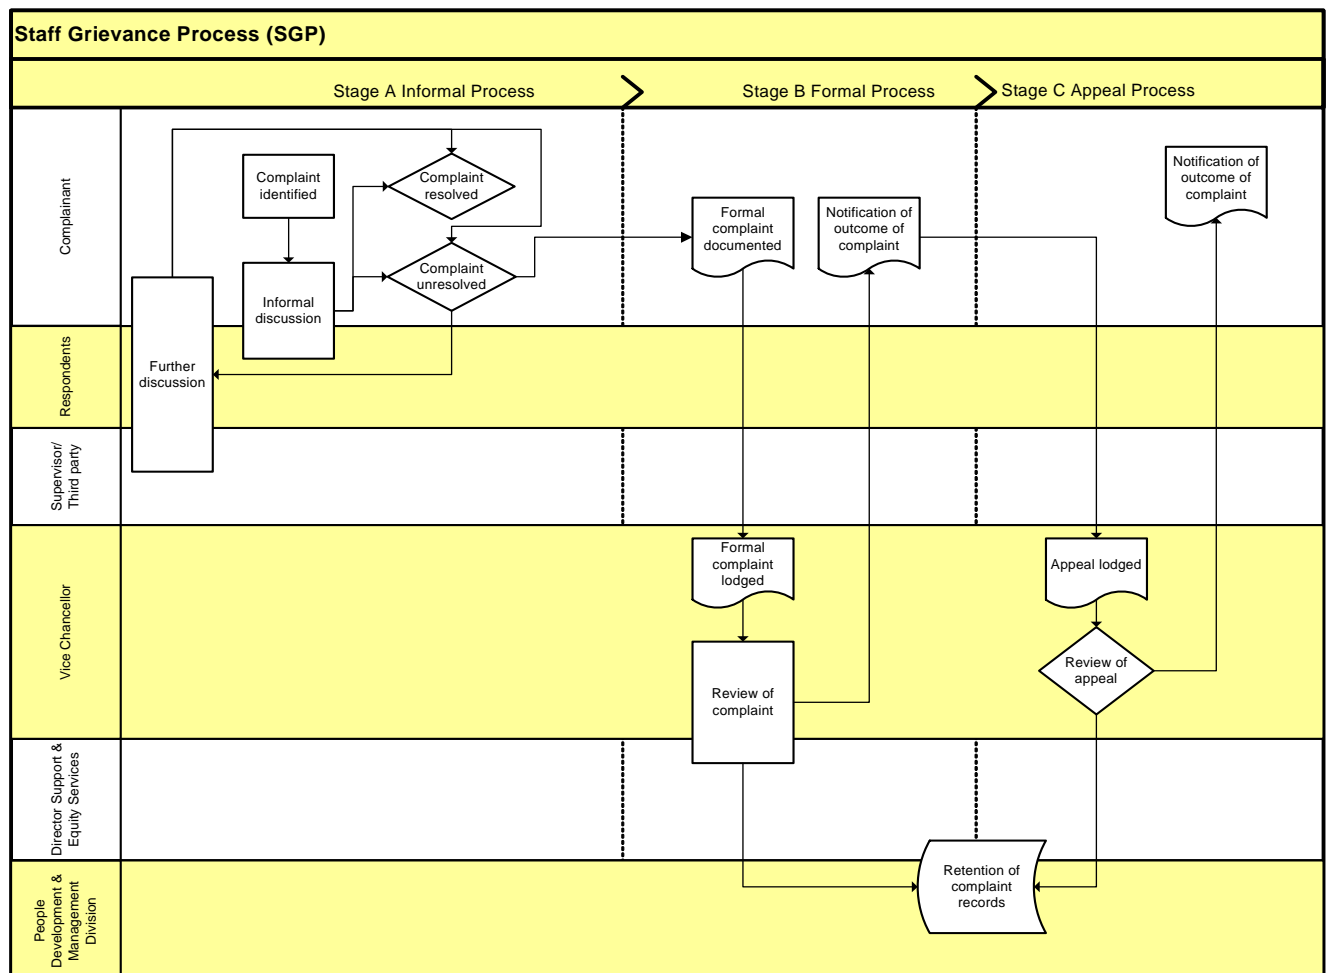 Staff Grievance Process (SGP)
Stage A Informal Process
Stage B Formal Process
Stage C Appeal Process
Complainant
Complaint
identified
Complaint
resolved
Informal
discussion
Complaint
unresolved
Formal
complaint
documented
Notification of
outcome of
complaint
Notification of
outcome of
complaint
Respondents
Further
discussion
Supervisor/
Third party
Vice Chancellor
Formal
complaint
lodged
Review of
complaint
Appeal lodged
Review of
appeal
Director Support &
Equity Services
People
Development &
Management
Division
Retention of
complaint
records